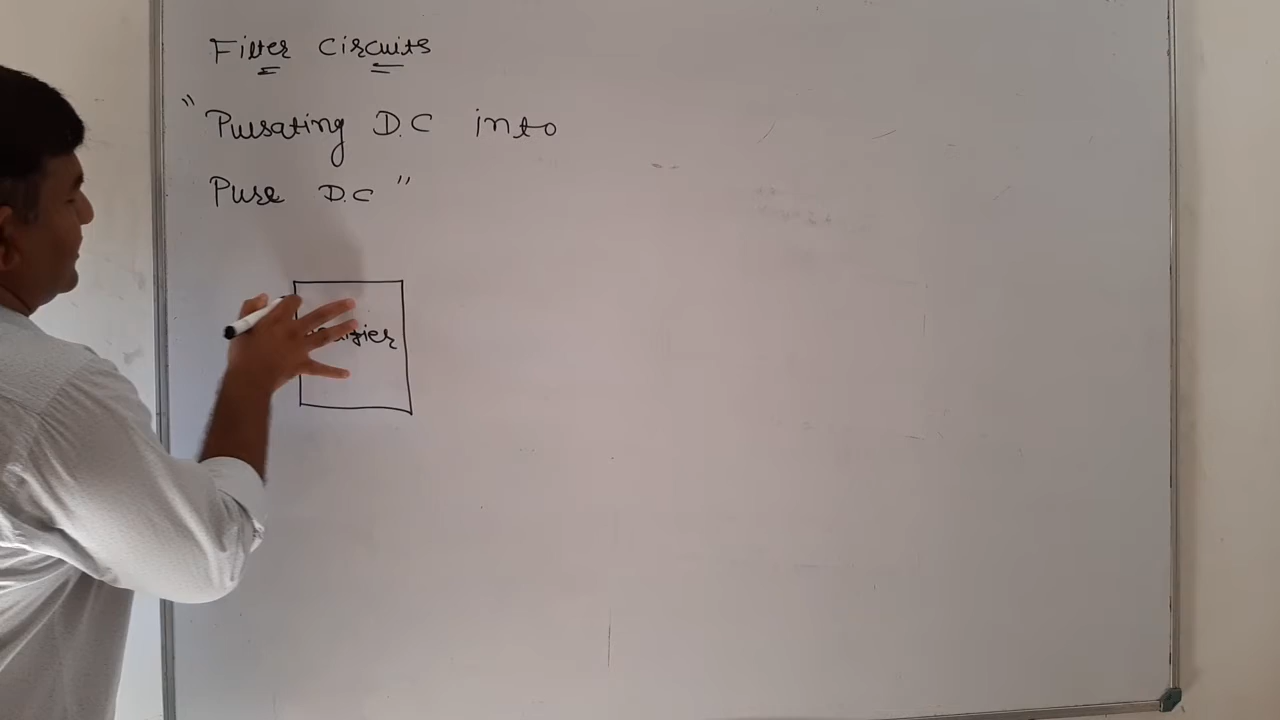 Filter circuits
"Pulsating D.C into
Pure D.C"